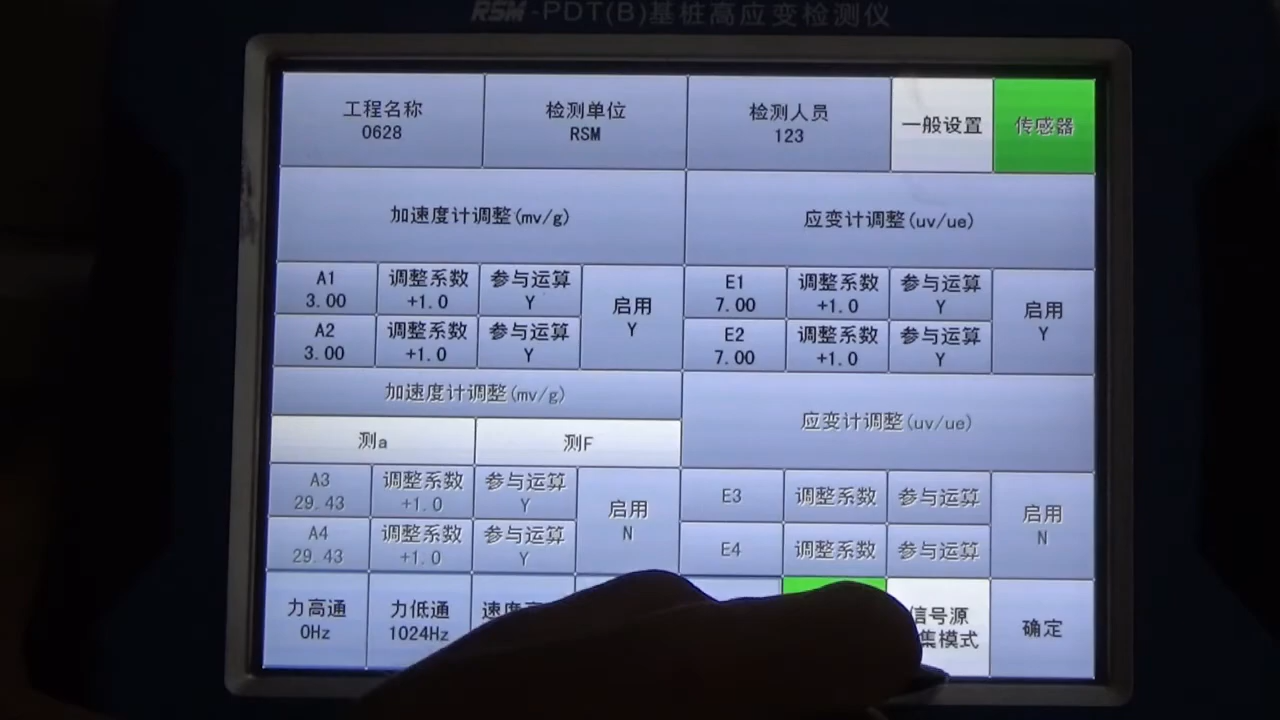 RSM-PDT(B)基桩高应变检测仪
工程名称
0628
检测单位
RSM
检测人员
123
一般设置
传感器
加速度计调整(mv/g)
应变计调整(uv/ue)
A1
3.00
调整系数
+1.0
参与运算
Y
启用
Y
E1
7.00
调整系数
+1.0
参与运算
Y
启用
Y
A2
3.00
调整系数
+1.0
参与运算
Y
E2
7.00
调整系数
+1.0
参与运算
Y
加速度计调整(mv/g)
应变计调整(uv/ue)
测a
测F
A3
29.43
调整系数
+1.0
参与运算
Y
启用
N
E3
调整系数
参与运算
启用
N
A4
29.43
调整系数
+1.0
参与运算
Y
E4
调整系数
参与运算
力高通
0Hz
力低通
1024Hz
速度
信号源
集模式
确定